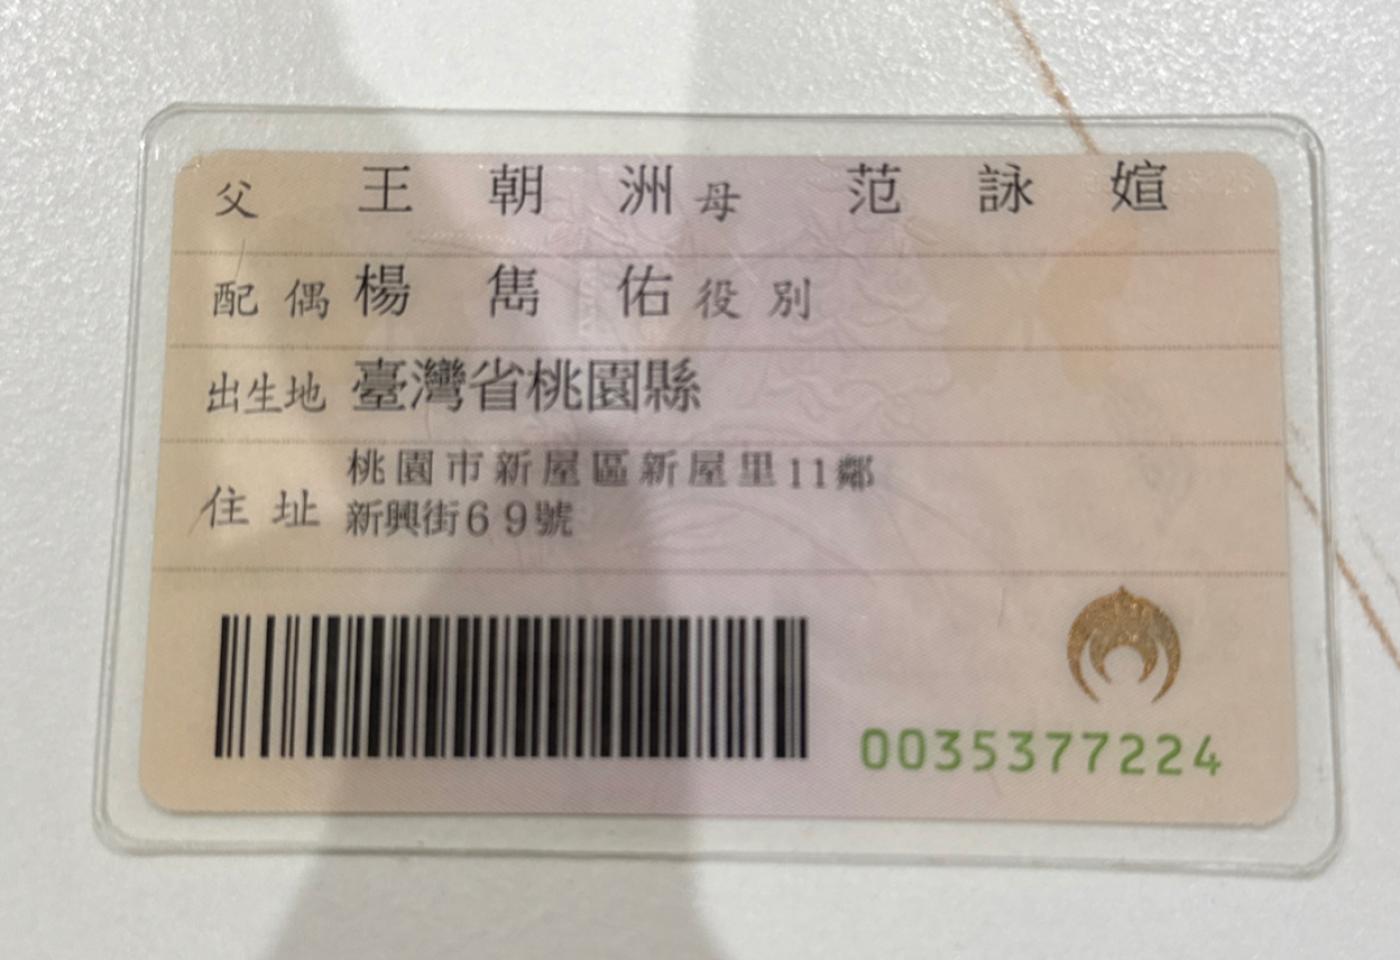 父 王朝洲 母 范詠媗
配偶 楊雋佑 役別
出生地 臺灣省桃園縣
住址 桃園市新屋區新屋里11鄰
新興街69號
0035377224